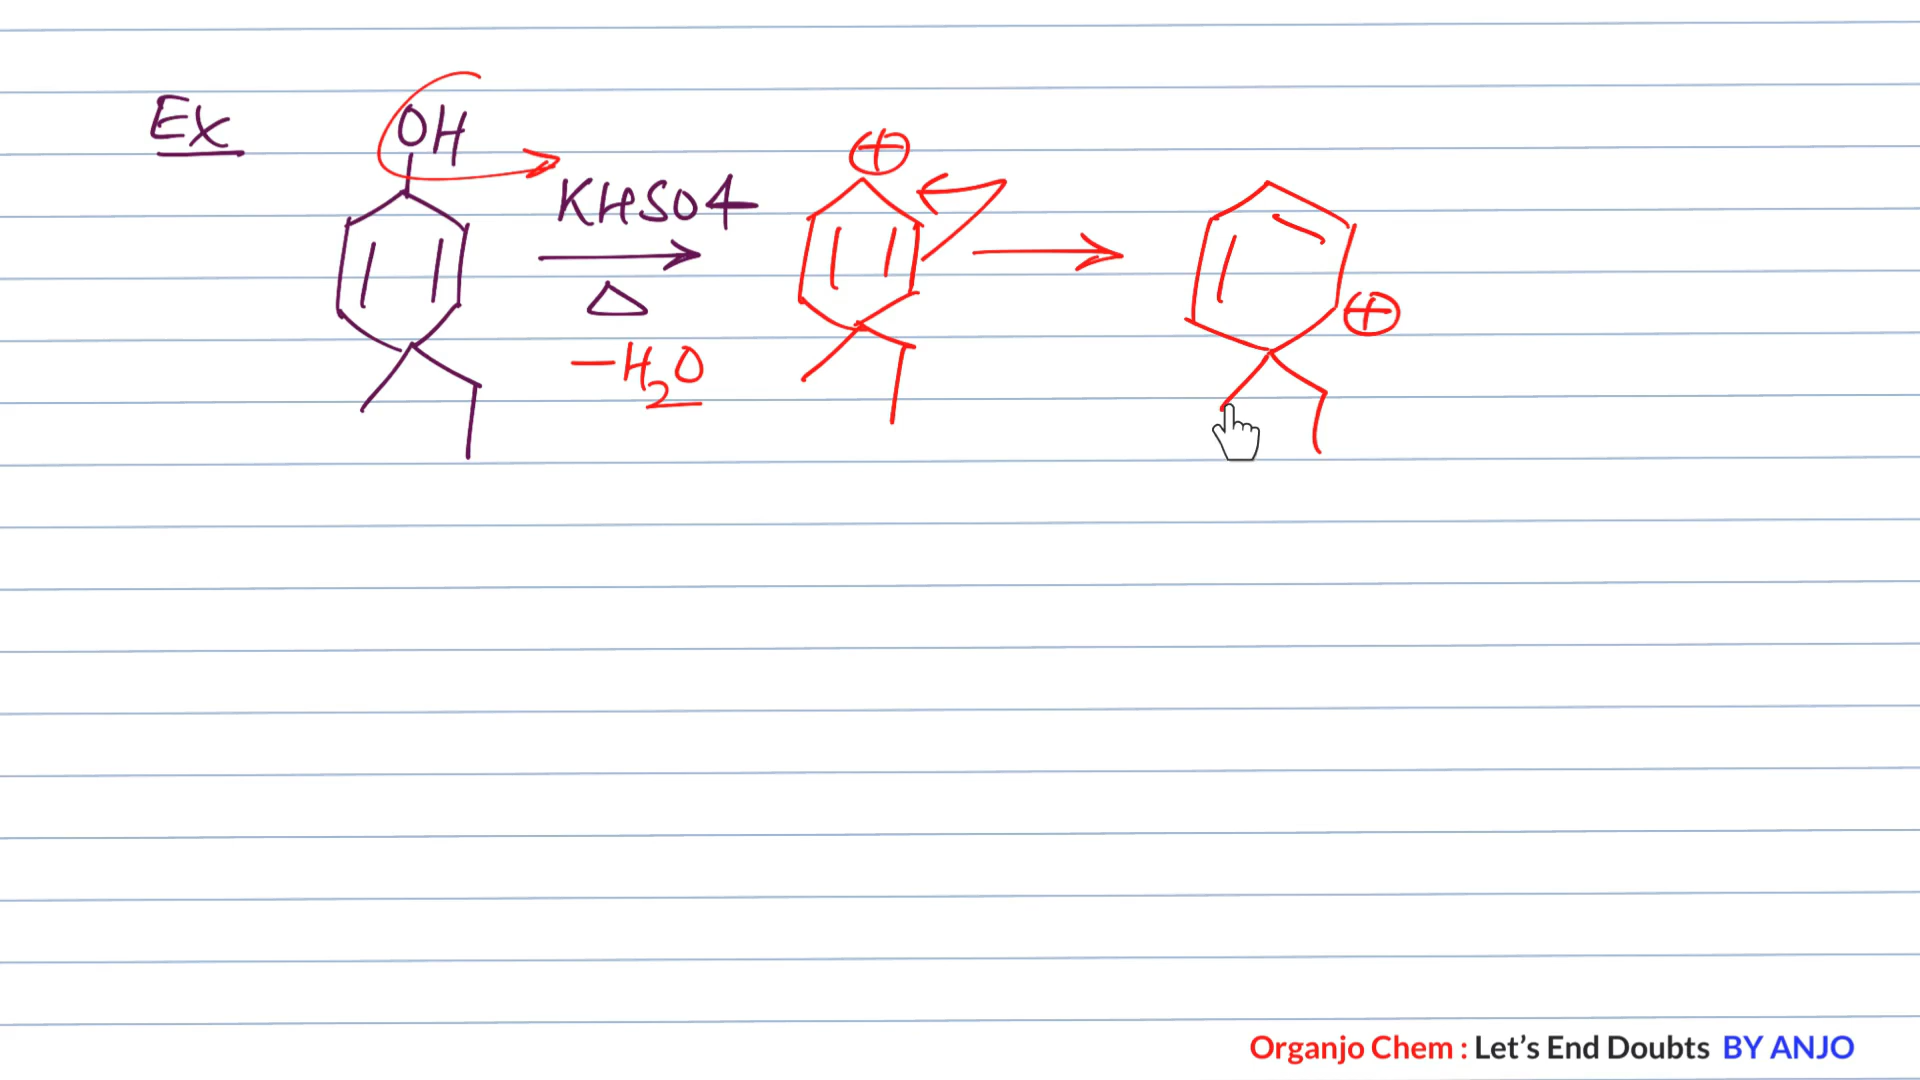 Ex
OH
KHSO4
Δ
-H2O
⊕
⊕
Organjo Chem : Let's End Doubts BY ANJO